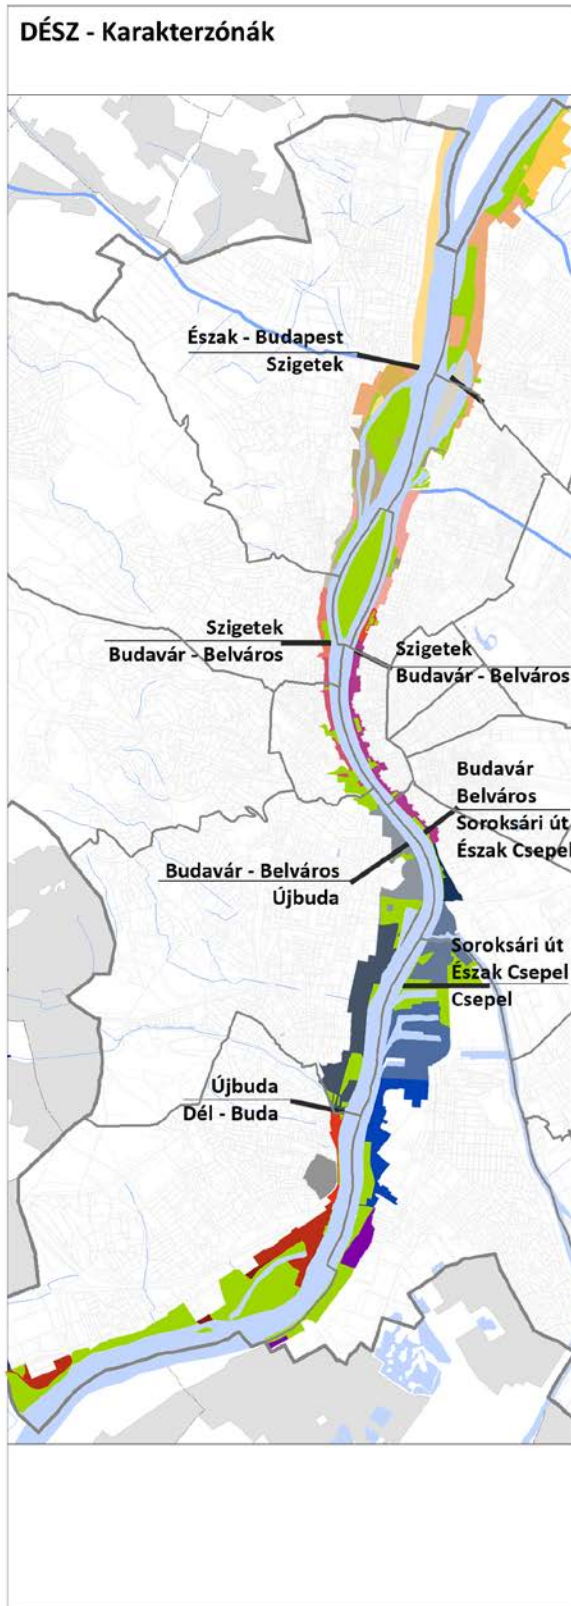 DÉSZ - Karakterzónák
Észak - Budapest
Szigetek
Szigetek
Budavár - Belváros
Szigetek
Budavár - Belváros
Budavár
Belváros
Soroksári út
Észak Csepel
Budavár - Belváros
Újbuda
Soroksári út
Észak Csepel
Csepel
Újbuda
Dél - Buda